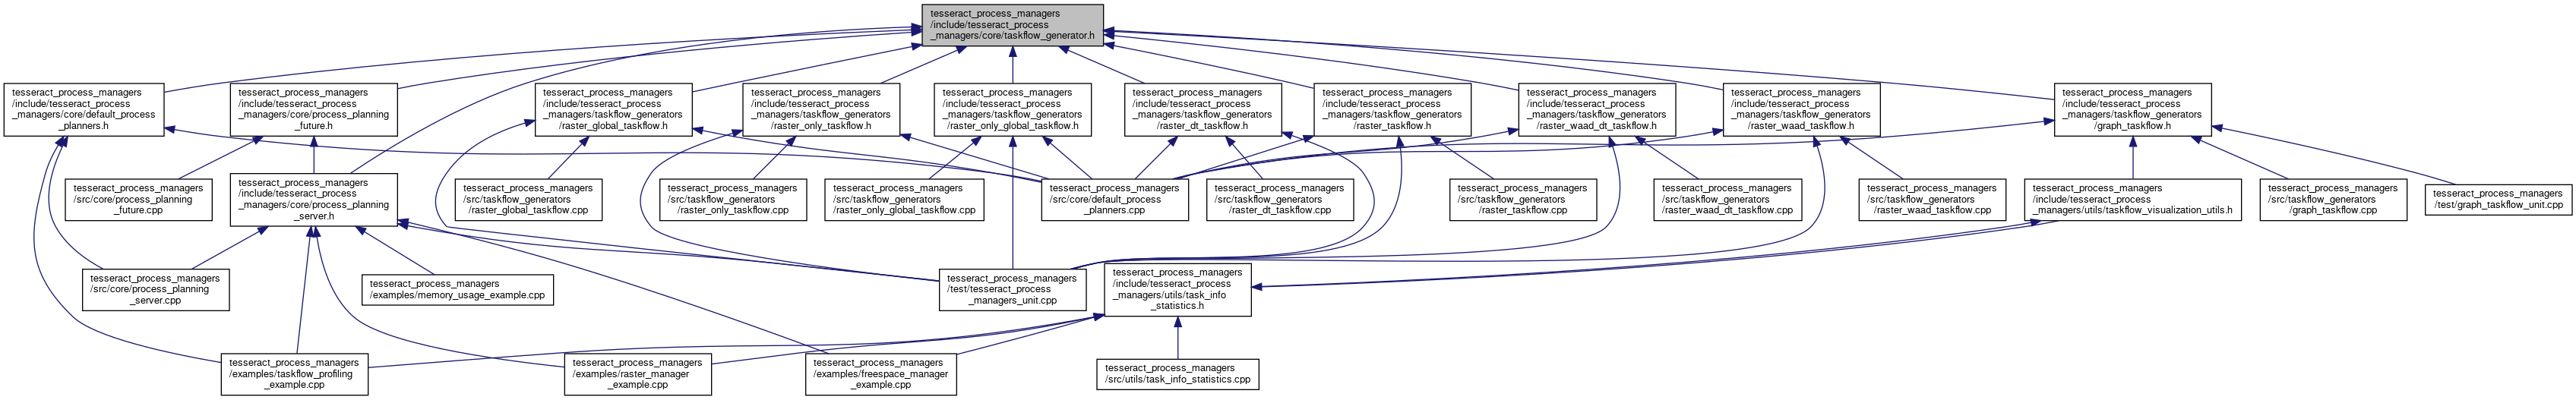 tesseract_process_managers
/include/tesseract_process
_managers/core/taskflow_generator.h
tesseract_process_managers
/include/tesseract_process
_managers/core/default_process
_planners.h
tesseract_process_managers
/include/tesseract_process
_managers/core/process_planning
_future.h
tesseract_process_managers
/include/tesseract_process
_managers/taskflow_generators
/raster_global_taskflow.h
tesseract_process_managers
/include/tesseract_process
_managers/taskflow_generators
/raster_only_taskflow.h
tesseract_process_managers
/include/tesseract_process
_managers/taskflow_generators
/raster_only_global_taskflow.h
tesseract_process_managers
/include/tesseract_process
_managers/taskflow_generators
/raster_dt_taskflow.h
tesseract_process_managers
/include/tesseract_process
_managers/taskflow_generators
/raster_taskflow.h
tesseract_process_managers
/include/tesseract_process
_managers/taskflow_generators
/raster_waad_dt_taskflow.h
tesseract_process_managers
/include/tesseract_process
_managers/taskflow_generators
/raster_waad_taskflow.h
tesseract_process_managers
/include/tesseract_process
_managers/taskflow_generators
/graph_taskflow.h
tesseract_process_managers
/src/core/process_planning
_future.cpp
tesseract_process_managers
/include/tesseract_process
_managers/core/process_planning
_server.h
tesseract_process_managers
/src/taskflow_generators
/raster_global_taskflow.cpp
tesseract_process_managers
/src/taskflow_generators
/raster_only_taskflow.cpp
tesseract_process_managers
/src/taskflow_generators
/raster_only_global_taskflow.cpp
tesseract_process_managers
/src/core/default_process
_planners.cpp
tesseract_process_managers
/src/taskflow_generators
/raster_dt_taskflow.cpp
tesseract_process_managers
/src/taskflow_generators
/raster_taskflow.cpp
tesseract_process_managers
/src/taskflow_generators
/raster_waad_dt_taskflow.cpp
tesseract_process_managers
/src/taskflow_generators
/raster_waad_taskflow.cpp
tesseract_process_managers
/include/tesseract_process
_managers/utils/taskflow_visualization_utils.h
tesseract_process_managers
/src/taskflow_generators
/graph_taskflow.cpp
tesseract_process_managers
/test/graph_taskflow_unit.cpp
tesseract_process_managers
/src/core/process_planning
_server.cpp
tesseract_process_managers
/examples/memory_usage_example.cpp
tesseract_process_managers
/test/tesseract_process
_managers_unit.cpp
tesseract_process_managers
/include/tesseract_process
_managers/utils/task_info
_statistics.h
tesseract_process_managers
/examples/taskflow_profiling
_example.cpp
tesseract_process_managers
/examples/raster_manager
_example.cpp
tesseract_process_managers
/examples/freespace_manager
_example.cpp
tesseract_process_managers
/src/utils/task_info_statistics.cpp